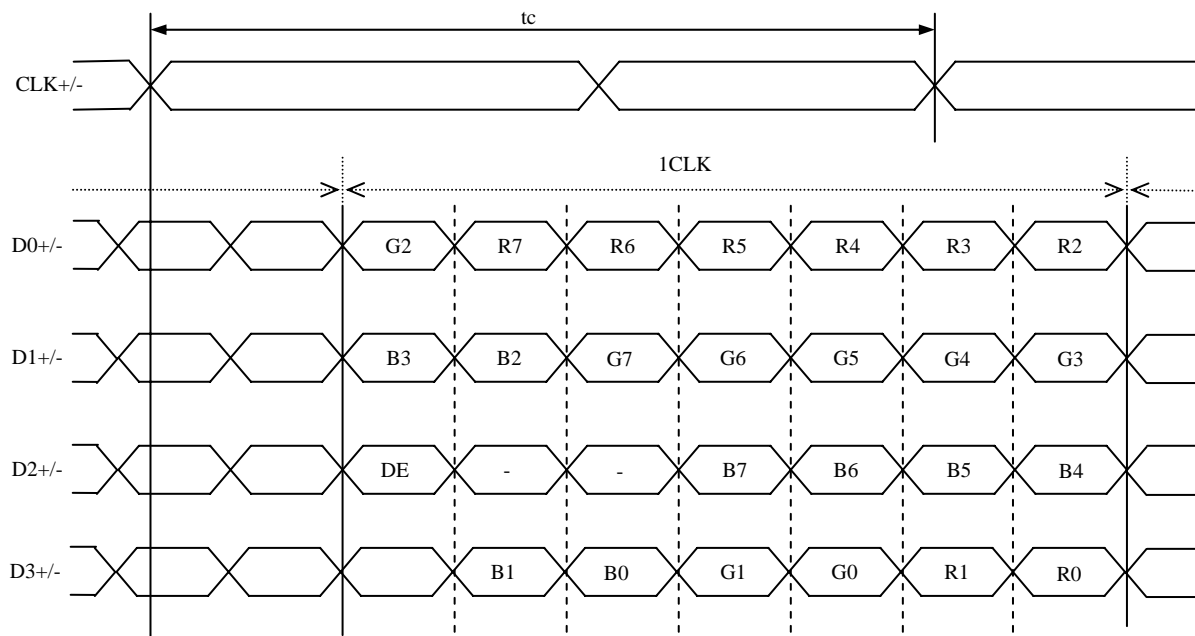 tc
CLK+/-
1CLK
D0+/- G2 R7 R6 R5 R4 R3 R2
D1+/- B3 B2 G7 G6 G5 G4 G3
D2+/- DE - - B7 B6 B5 B4
D3+/- B1 B0 G1 G0 R1 R0